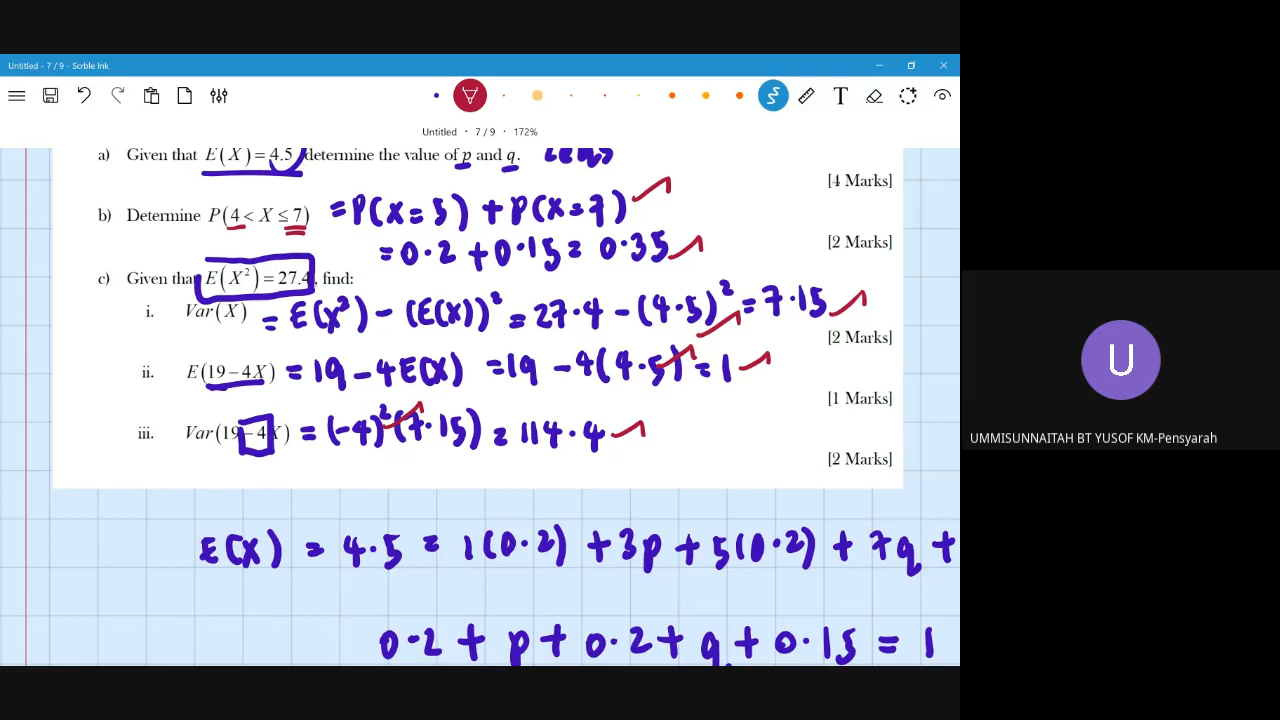 Untitled - 7 / 9 - Scrble Ink
Untitled • 7 / 9 • 172%
a) Given that E(X) = 4.5, determine the value of p and q. 2 eqs
[4 Marks]
b) Determine P(4 < X ≤ 7) = P(X = 5) + P(X = 7)
= 0.2 + 0.15 = 0.35
[2 Marks]
c) Given that E(X²) = 27.4, find:
i. Var(X) = E(X²) - (E(X))² = 27.4 - (4.5)² = 7.15
[2 Marks]
ii. E(19 - 4X) = 19 - 4E(X) = 19 - 4(4.5) = 1
[1 Marks]
iii. Var(19 - 4X) = (-4)²(7.15) = 114.4
[2 Marks]
E(X) = 4.5 = 1(0.2) + 3p + 5(0.2) + 7q +
0.2 + p + 0.2 + q + 0.15 = 1
U
UMMISUNNAITAH BT YUSOF KM-Pensyarah